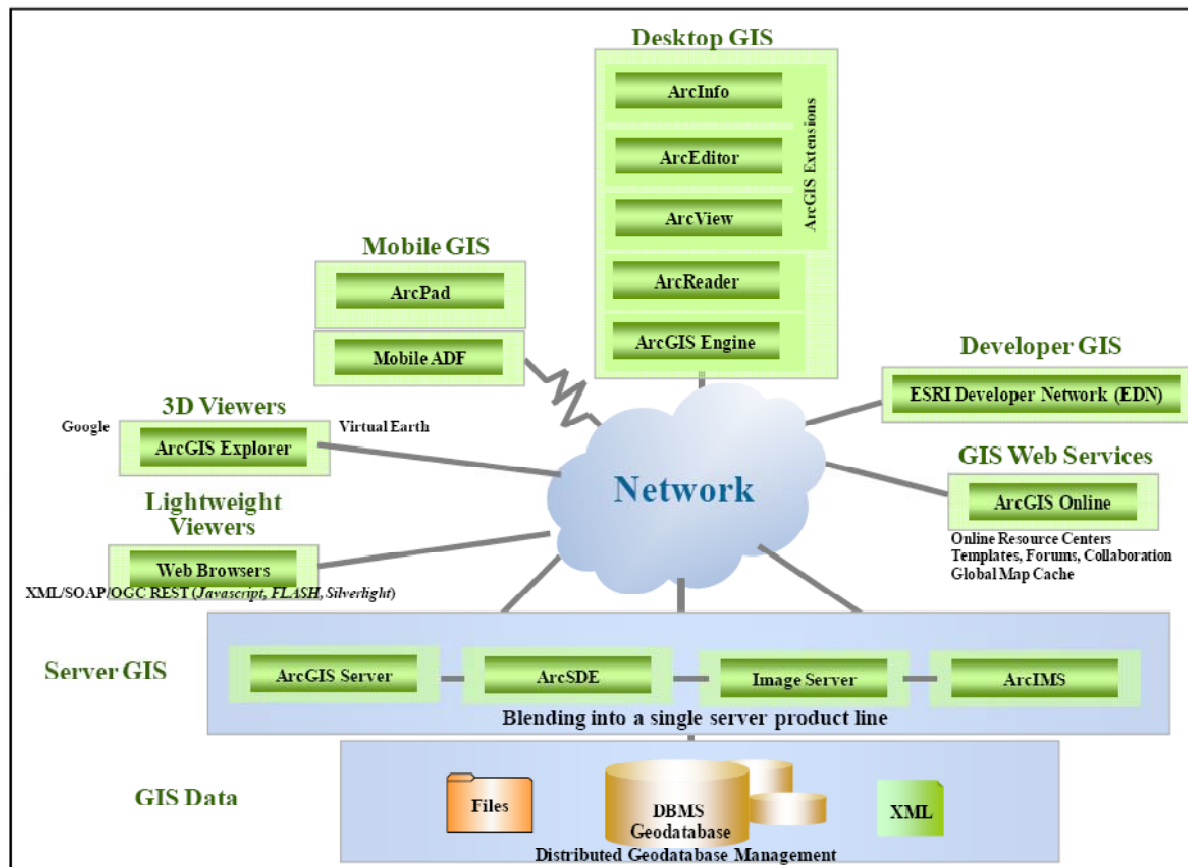 Desktop GIS
ArcInfo
ArcEditor
ArcView
ArcReader
ArcGIS Engine
ArcGIS Extensions
Mobile GIS
ArcPad
Mobile ADF
Developer GIS
ESRI Developer Network (EDN)
3D Viewers
Google
ArcGIS Explorer
Virtual Earth
GIS Web Services
ArcGIS Online
Online Resource Centers
Templates, Forums, Collaboration
Global Map Cache
Network
Lightweight
Viewers
Web Browsers
XML/SOAP/OGC REST (Javascript, FLASH, Silverlight)
Server GIS
ArcGIS Server
ArcSDE
Image Server
ArcIMS
Blending into a single server product line
GIS Data
Files
DBMS
Geodatabase
XML
Distributed Geodatabase Management